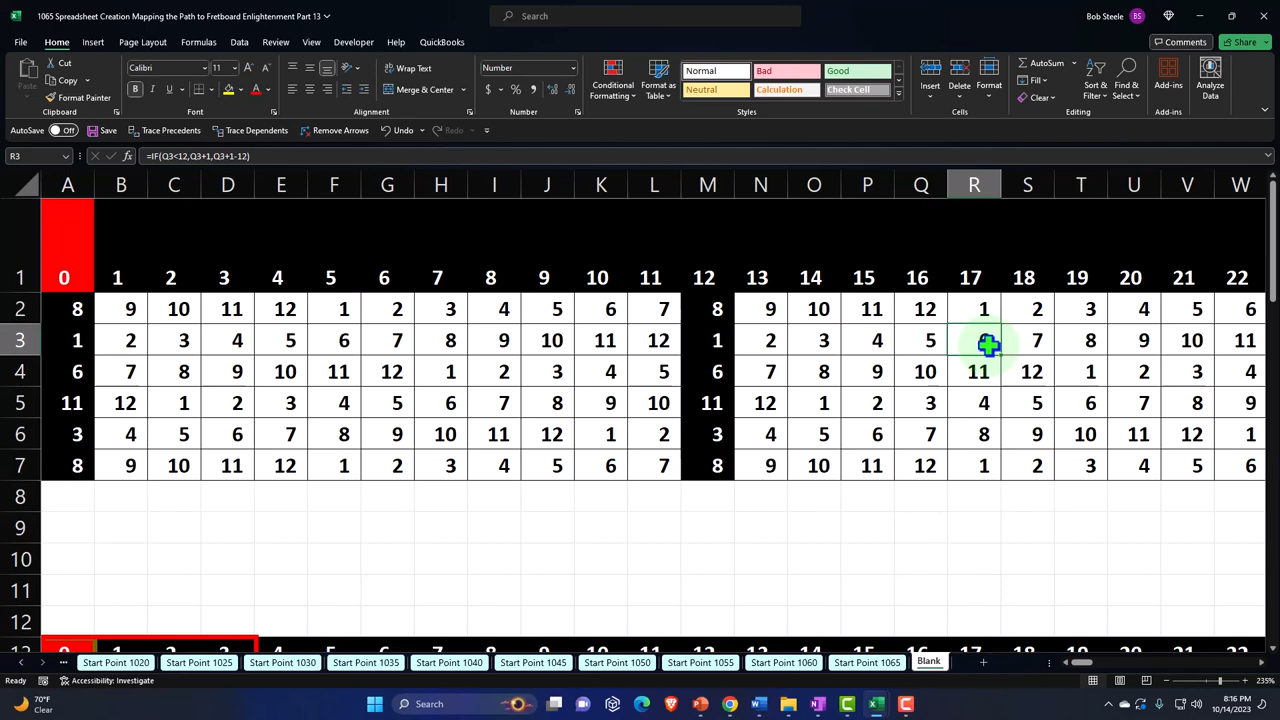 1065 Spreadsheet Creation Mapping the Path to Fretboard Enlightenment Part 13
Search
Bob Steele BS
File Home Insert Page Layout Formulas Data Review View Developer Help QuickBooks Comments Share
Cut Calibri 11 Wrap Text Number Normal Bad Good AutoSum
Copy Fill
Paste Format Painter B I U Merge & Center $ % Conditional Formatting Format as Table Neutral Calculation Check Cell Insert Delete Format Clear Sort & Filter Find & Select Add-ins Analyze Data
Clipboard Font Alignment Number Styles Cells Editing Add-ins
AutoSave Off Save Trace Precedents Trace Dependents Remove Arrows Undo Redo
R3 fx =IF(Q3<12,Q3+1,Q3+1-12)
A B C D E F G H I J K L M N O P Q R S T U V W
1 0 1 2 3 4 5 6 7 8 9 10 11 12 13 14 15 16 17 18 19 20 21 22
2 8 9 10 11 12 1 2 3 4 5 6 7 8 9 10 11 12 1 2 3 4 5 6
3 1 2 3 4 5 6 7 8 9 10 11 12 1 2 3 4 5 7 8 9 10 11
4 6 7 8 9 10 11 12 1 2 3 4 5 6 7 8 9 10 11 12 1 2 3 4
5 11 12 1 2 3 4 5 6 7 8 9 10 11 12 1 2 3 4 5 6 7 8 9
6 3 4 5 6 7 8 9 10 11 12 1 2 3 4 5 6 7 8 9 10 11 12 1
7 8 9 10 11 12 1 2 3 4 5 6 7 8 9 10 11 12 1 2 3 4 5 6
8
9
10
11
12
Start Point 1020 Start Point 1025 Start Point 1030 Start Point 1035 Start Point 1040 Start Point 1045 Start Point 1050 Start Point 1055 Start Point 1060 Start Point 1065 Blank
Ready Accessibility: Investigate 235%
70°F
Clear
Search
8:16 PM
10/14/2023